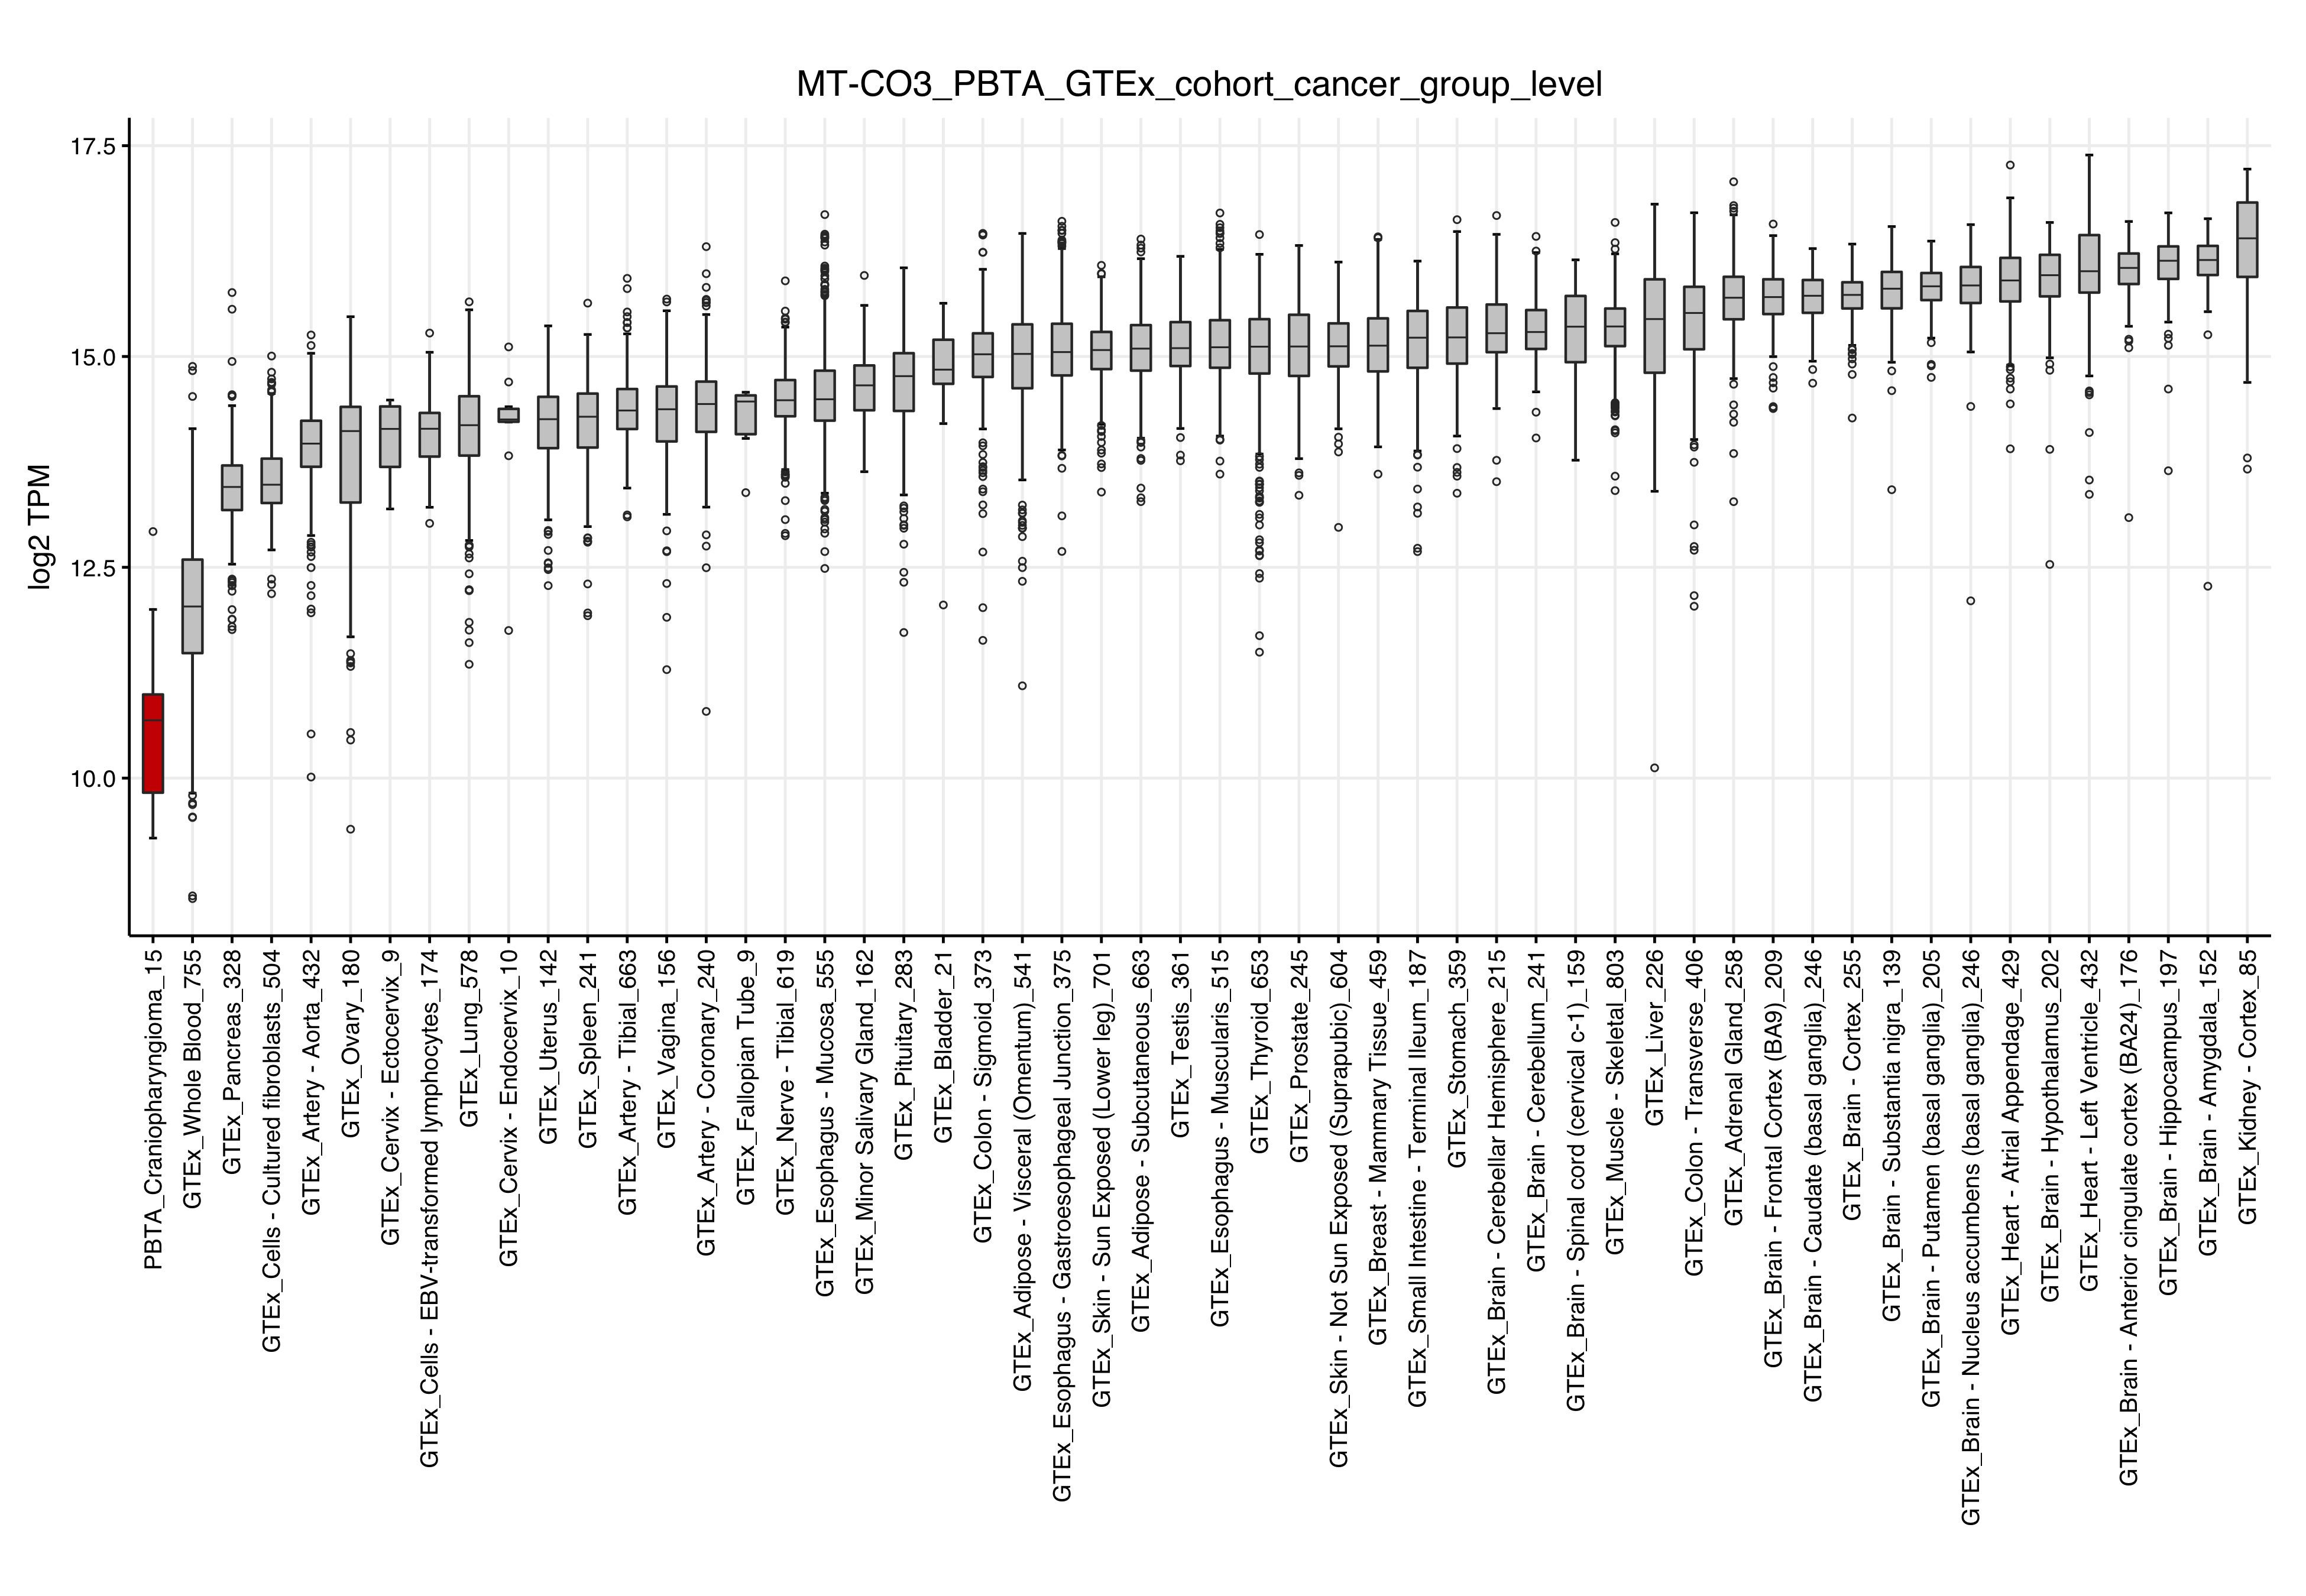 MT-CO3_PBTA_GTEx_cohort_cancer_group_level
log2 TPM
17.5
15.0
12.5
10.0
PBTA_Craniopharyngioma_15
GTEx_Whole Blood_755
GTEx_Pancreas_328
GTEx_Cells - Cultured fibroblasts_504
GTEx_Artery - Aorta_432
GTEx_Ovary_180
GTEx_Cervix - Ectocervix_9
GTEx_Cells - EBV-transformed lymphocytes_174
GTEx_Lung_578
GTEx_Cervix - Endocervix_10
GTEx_Uterus_142
GTEx_Spleen_241
GTEx_Artery - Tibial_663
GTEx_Vagina_156
GTEx_Artery - Coronary_240
GTEx_Fallopian Tube_9
GTEx_Nerve - Tibial_619
GTEx_Esophagus - Mucosa_555
GTEx_Minor Salivary Gland_162
GTEx_Pituitary_283
GTEx_Bladder_21
GTEx_Colon - Sigmoid_373
GTEx_Adipose - Visceral (Omentum)_541
GTEx_Esophagus - Gastroesophageal Junction_375
GTEx_Skin - Sun Exposed (Lower leg)_701
GTEx_Adipose - Subcutaneous_663
GTEx_Testis_361
GTEx_Esophagus - Muscularis_515
GTEx_Thyroid_653
GTEx_Prostate_245
GTEx_Skin - Not Sun Exposed (Suprapubic)_604
GTEx_Breast - Mammary Tissue_459
GTEx_Small Intestine - Terminal Ileum_187
GTEx_Stomach_359
GTEx_Brain - Cerebellar Hemisphere_215
GTEx_Brain - Cerebellum_241
GTEx_Brain - Spinal cord (cervical c-1)_159
GTEx_Muscle - Skeletal_803
GTEx_Liver_226
GTEx_Colon - Transverse_406
GTEx_Adrenal Gland_258
GTEx_Brain - Frontal Cortex (BA9)_209
GTEx_Brain - Caudate (basal ganglia)_246
GTEx_Brain - Cortex_255
GTEx_Brain - Substantia nigra_139
GTEx_Brain - Putamen (basal ganglia)_205
GTEx_Brain - Nucleus accumbens (basal ganglia)_246
GTEx_Heart - Atrial Appendage_429
GTEx_Brain - Hypothalamus_202
GTEx_Heart - Left Ventricle_432
GTEx_Brain - Anterior cingulate cortex (BA24)_176
GTEx_Brain - Hippocampus_197
GTEx_Brain - Amygdala_152
GTEx_Kidney - Cortex_85